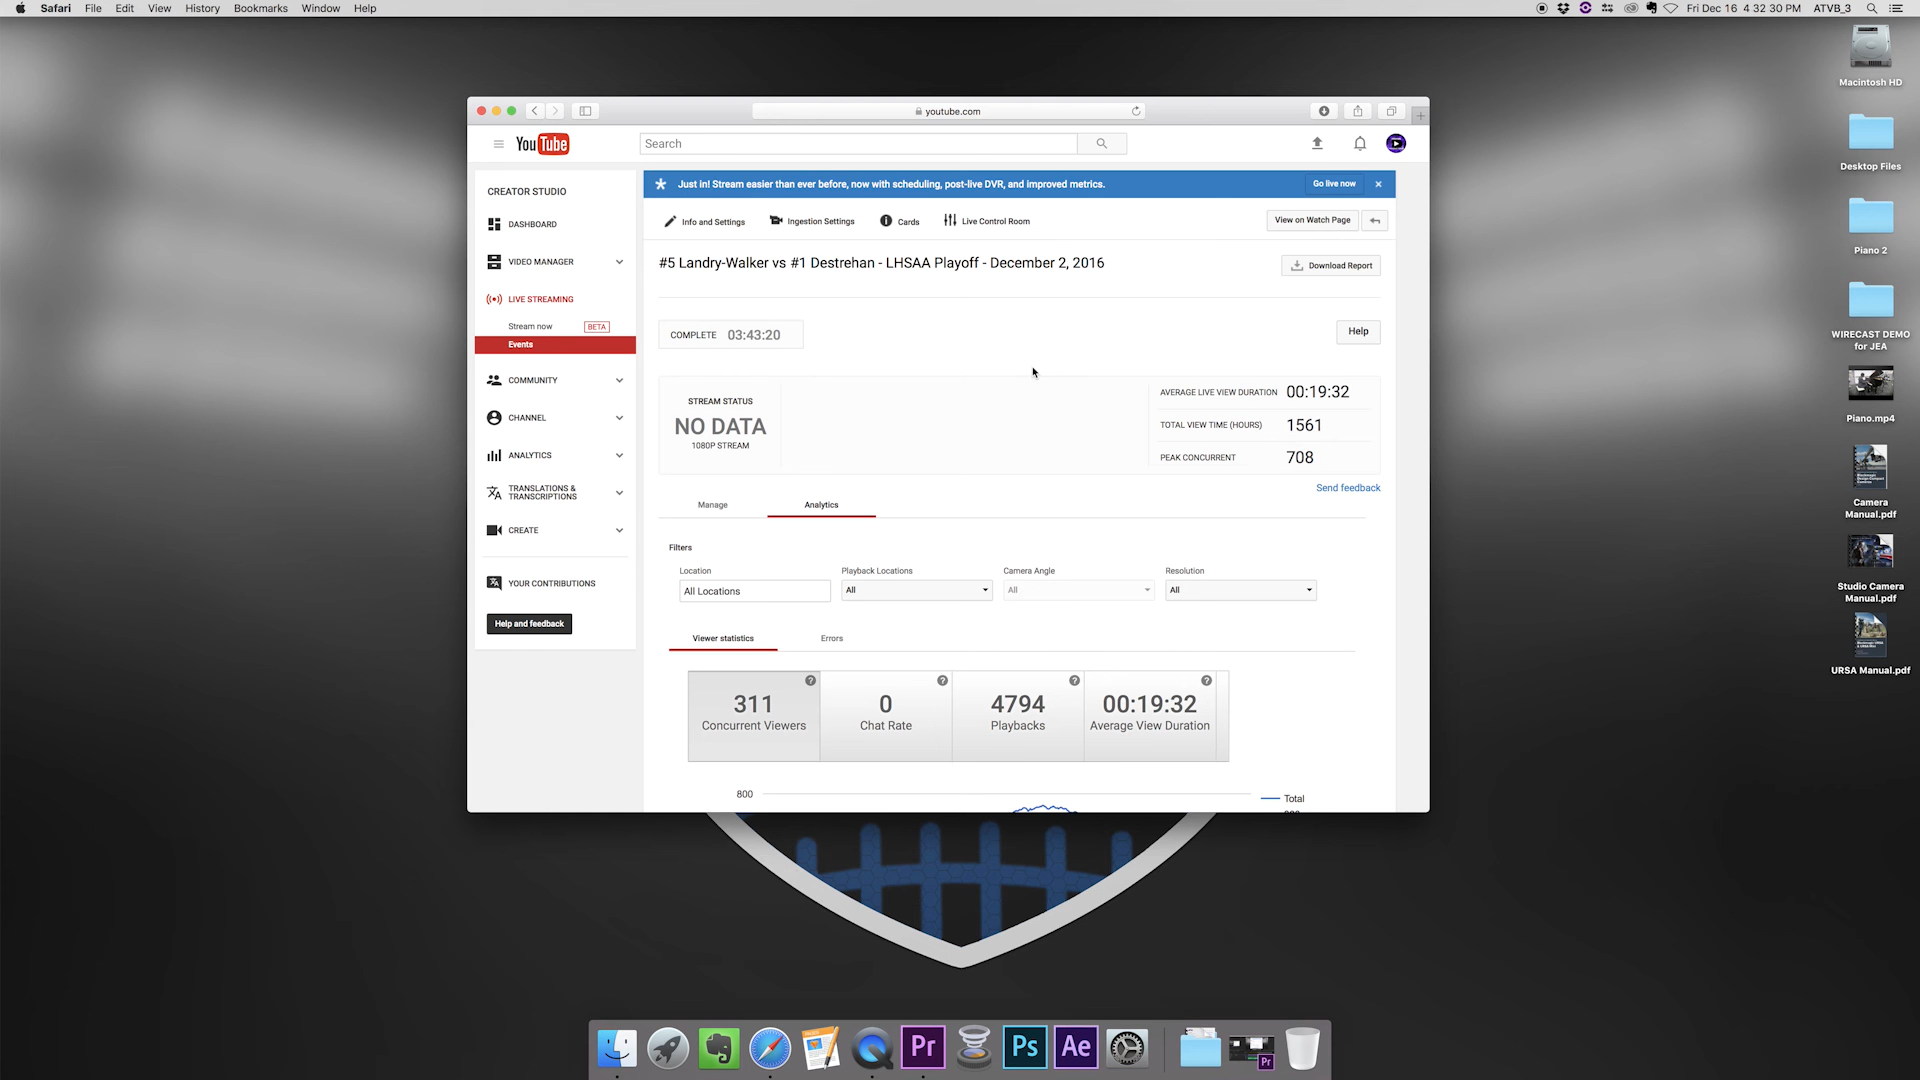 Safari File Edit View History Bookmarks Window Help
Fri Dec 16 4 32 30 PM ATVB_3
Macintosh HD
Desktop Files
Piano 2
WIRECAST DEMO
for JEA
Piano.mp4
Camera
Manual.pdf
Studio Camera
Manual.pdf
URSA Manual.pdf
youtube.com
YouTube
Search
CREATOR STUDIO
DASHBOARD
VIDEO MANAGER
LIVE STREAMING
Stream now BETA
Events
COMMUNITY
CHANNEL
ANALYTICS
TRANSLATIONS &
TRANSCRIPTIONS
CREATE
YOUR CONTRIBUTIONS
Help and feedback
Just in! Stream easier than ever before, now with scheduling, post-live DVR, and improved metrics.
Go live now
Info and Settings
Ingestion Settings
Cards
Live Control Room
View on Watch Page
#5 Landry-Walker vs #1 Destrehan - LHSAA Playoff - December 2, 2016
Download Report
COMPLETE 03:43:20
Help
STREAM STATUS
NO DATA
1080P STREAM
AVERAGE LIVE VIEW DURATION 00:19:32
TOTAL VIEW TIME (HOURS) 1561
PEAK CONCURRENT 708
Send feedback
Manage
Analytics
Filters
Location
All Locations
Playback Locations
All
Camera Angle
All
Resolution
All
Viewer statistics
Errors
311
Concurrent Viewers
0
Chat Rate
4794
Playbacks
00:19:32
Average View Duration
800
Total
Pr
Ps
Ae
Pr